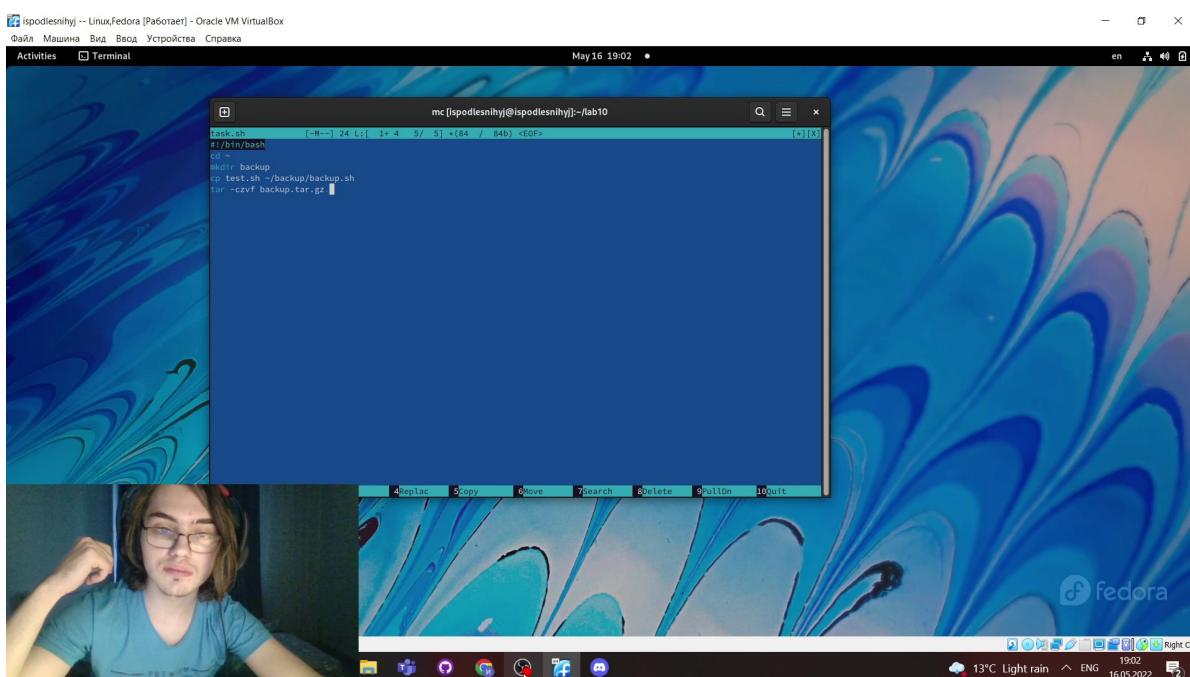 ispodlesnihyj -- Linux,Fedora [Работает] - Oracle VM VirtualBox
Файл Машина Вид Ввод Устройства Справка
Activities Terminal May 16 19:02 en
mc [ispodlesnihyj@ispodlesnihyj]:~/lab10
task.sh [-M--] 24 L:[ 1+ 4 5/ 5] *(84 / 84b) <EOF> [*][X]
#!/bin/bash
cd ~
mkdir backup
cp test.sh ~/backup/backup.sh
tar -czvf backup.tar.gz
4Replac 5Copy 6Move 7Search 8Delete 9PullDn 10Quit
fedora
Right C
13°C Light rain ENG 19:02
16.05.2022 2